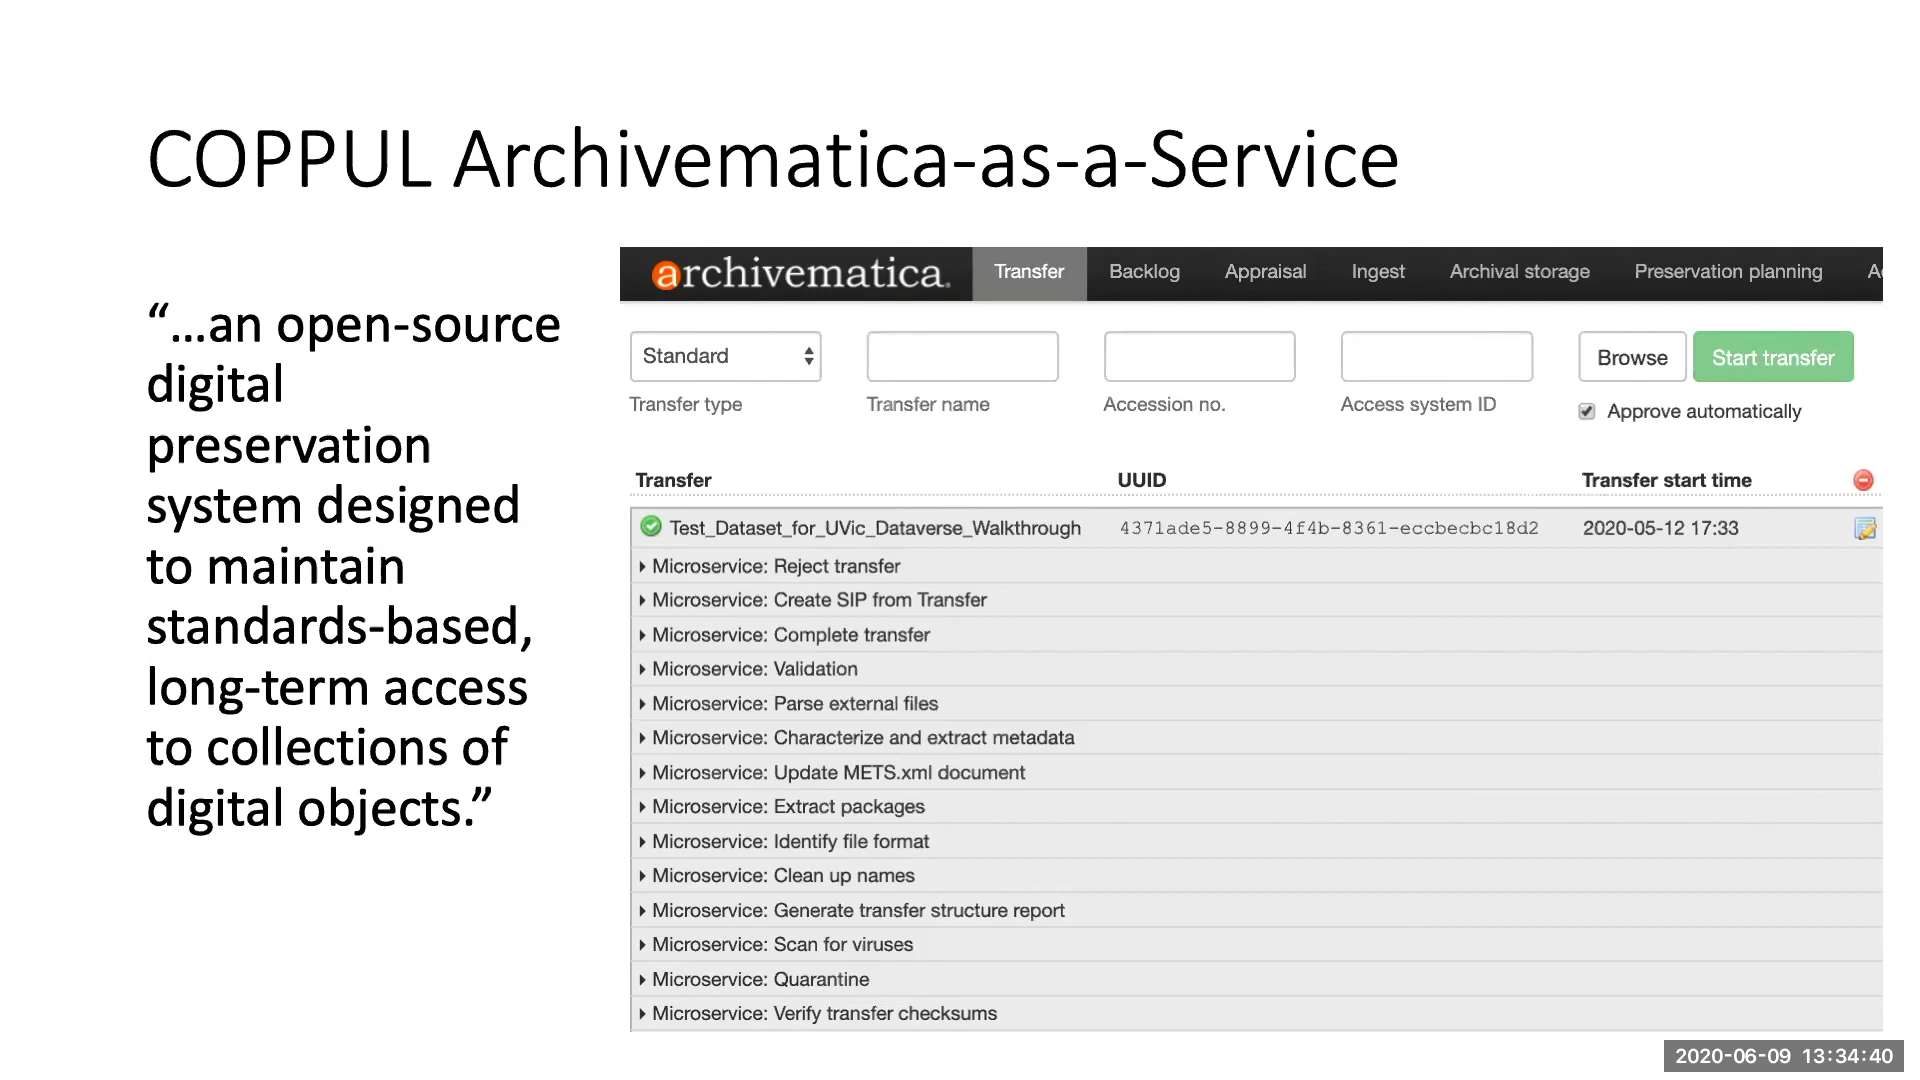 COPPUL Archivematica-as-a-Service
“…an open-source
digital
preservation
system designed
to maintain
standards-based,
long-term access
to collections of
digital objects.”
archivematica. Transfer Backlog Appraisal Ingest Archival storage Preservation planning
Standard Browse Start transfer
Transfer type Transfer name Accession no. Access system ID Approve automatically
Transfer UUID Transfer start time
Test_Dataset_for_UVic_Dataverse_Walkthrough 4371ade5-8899-4f4b-8361-eccbecbc18d2 2020-05-12 17:33
Microservice: Reject transfer
Microservice: Create SIP from Transfer
Microservice: Complete transfer
Microservice: Validation
Microservice: Parse external files
Microservice: Characterize and extract metadata
Microservice: Update METS.xml document
Microservice: Extract packages
Microservice: Identify file format
Microservice: Clean up names
Microservice: Generate transfer structure report
Microservice: Scan for viruses
Microservice: Quarantine
Microservice: Verify transfer checksums
2020-06-09 13:34:40